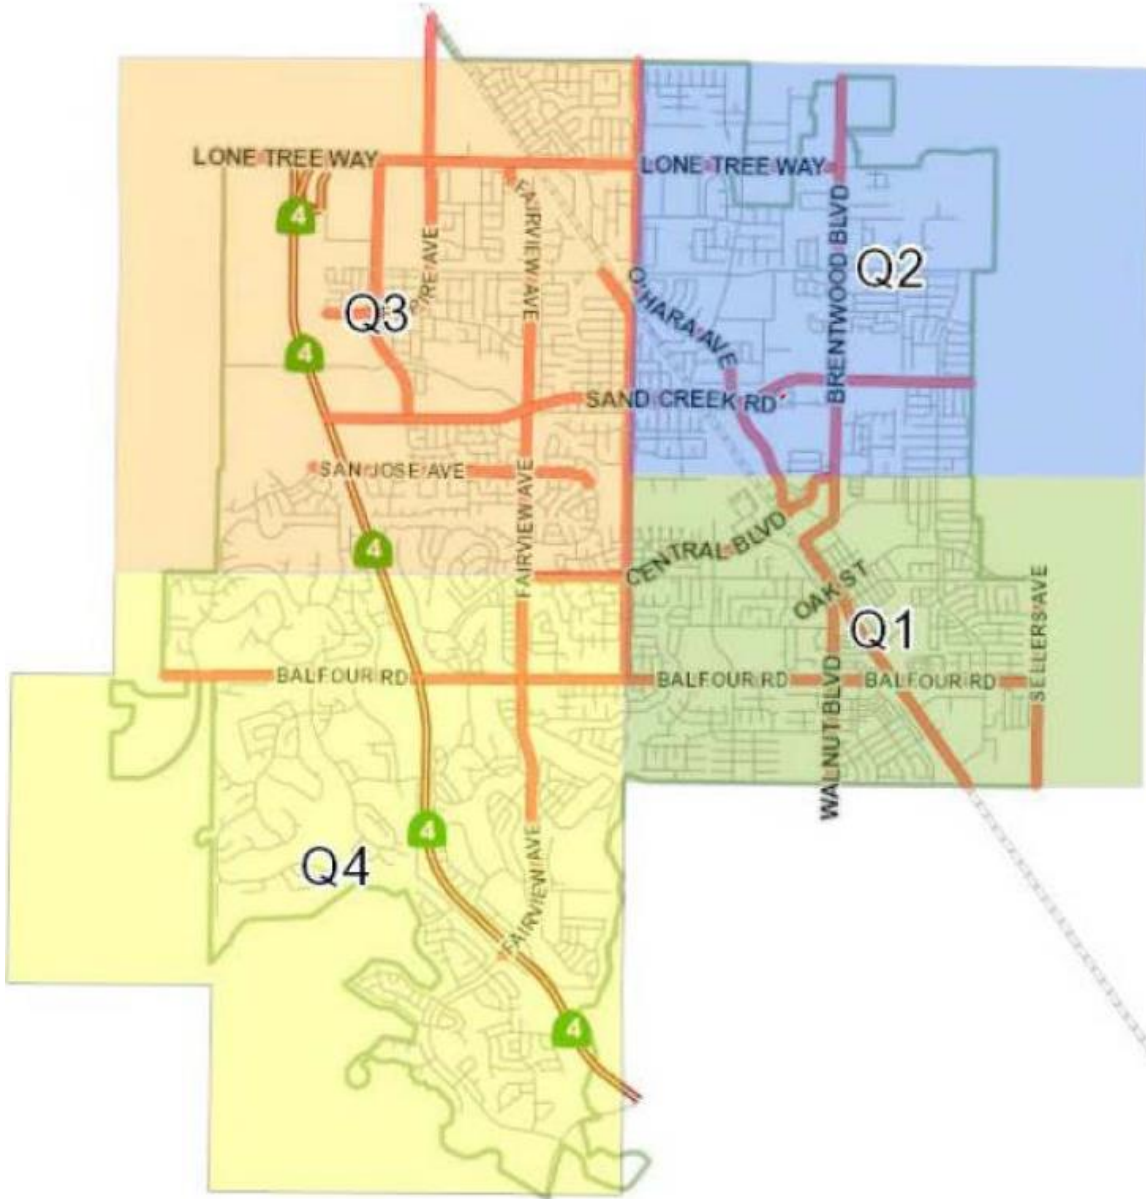 LONE TREE WAY
LONE TREE WAY
4
FAIRVIEW AVE
RE AVE
BRENTWOOD BLVD
Q2
O'HARA AVE
Q3
4
SAND CREEK RD
SAN JOSE AVE
FAIRVIEW AVE
4
CENTRAL BLVD
OAK ST
Q1
SELLERS AVE
BALFOUR RD
BALFOUR RD
BALFOUR RD
WALNUT BLVD
4
Q4
FAIRVIEW AVE
4